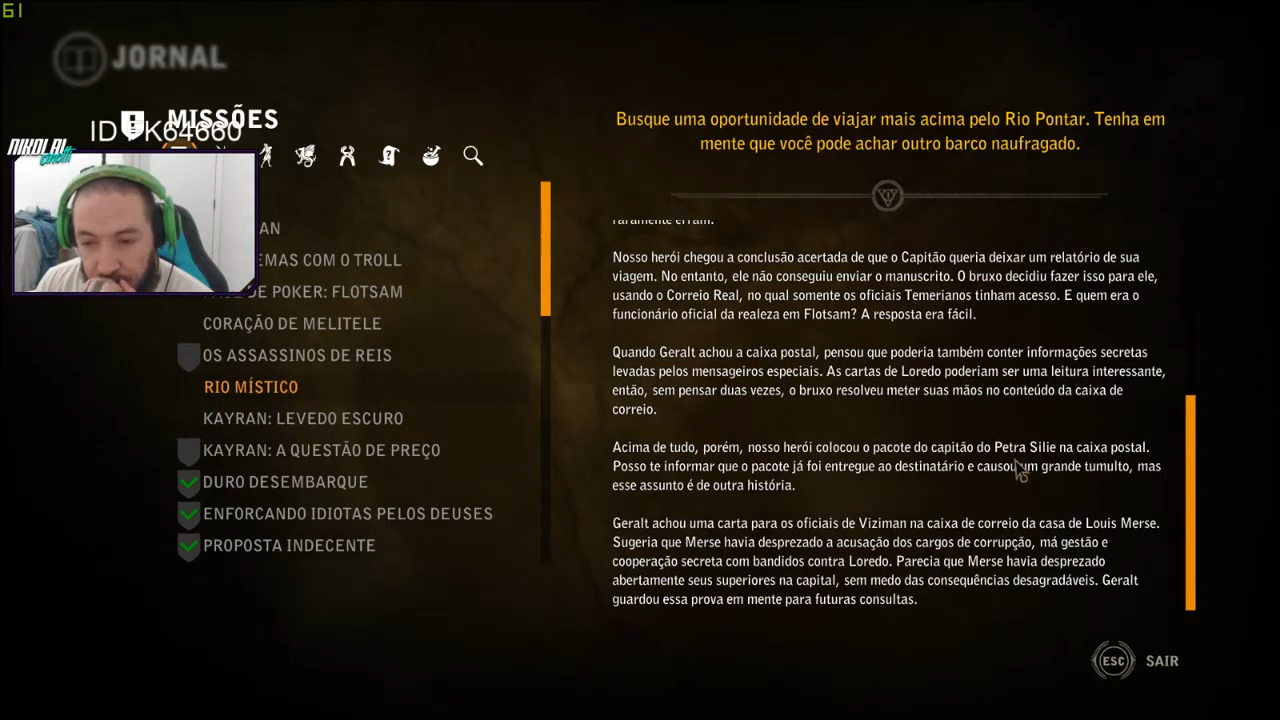 61
JORNAL
MISSÕES
ID
K64660
NIKOLAI
EMAS COM O TROLL
DE POKER: FLOTSAM
CORAÇÃO DE MELITELE
OS ASSASSINOS DE REIS
RIO MÍSTICO
KAYRAN: LEVEDO ESCURO
KAYRAN: A QUESTÃO DE PREÇO
DURO DESEMBARQUE
ENFORCANDO IDIOTAS PELOS DEUSES
PROPOSTA INDECENTE
Busque uma oportunidade de viajar mais acima pelo Rio Pontar. Tenha em
mente que você pode achar outro barco naufragado.
raramente erram.
Nosso herói chegou a conclusão acertada de que o Capitão queria deixar um relatório de sua
viagem. No entanto, ele não conseguiu enviar o manuscrito. O bruxo decidiu fazer isso para ele,
usando o Correio Real, no qual somente os oficiais Temerianos tinham acesso. E quem era o
funcionário oficial da realeza em Flotsam? A resposta era fácil.
Quando Geralt achou a caixa postal, pensou que poderia também conter informações secretas
levadas pelos mensageiros especiais. As cartas de Loredo poderiam ser uma leitura interessante,
então, sem pensar duas vezes, o bruxo resolveu meter suas mãos no conteúdo da caixa de
correio.
Acima de tudo, porém, nosso herói colocou o pacote do capitão do Petra Silie na caixa postal.
Posso te informar que o pacote já foi entregue ao destinatário e causou um grande tumulto, mas
esse assunto é de outra história.
Geralt achou uma carta para os oficiais de Viziman na caixa de correio da casa de Louis Merse.
Sugeria que Merse havia desprezado a acusação dos cargos de corrupção, má gestão e
cooperação secreta com bandidos contra Loredo. Parecia que Merse havia desprezado
abertamente seus superiores na capital, sem medo das consequências desagradáveis. Geralt
guardou essa prova em mente para futuras consultas.
ESC SAIR